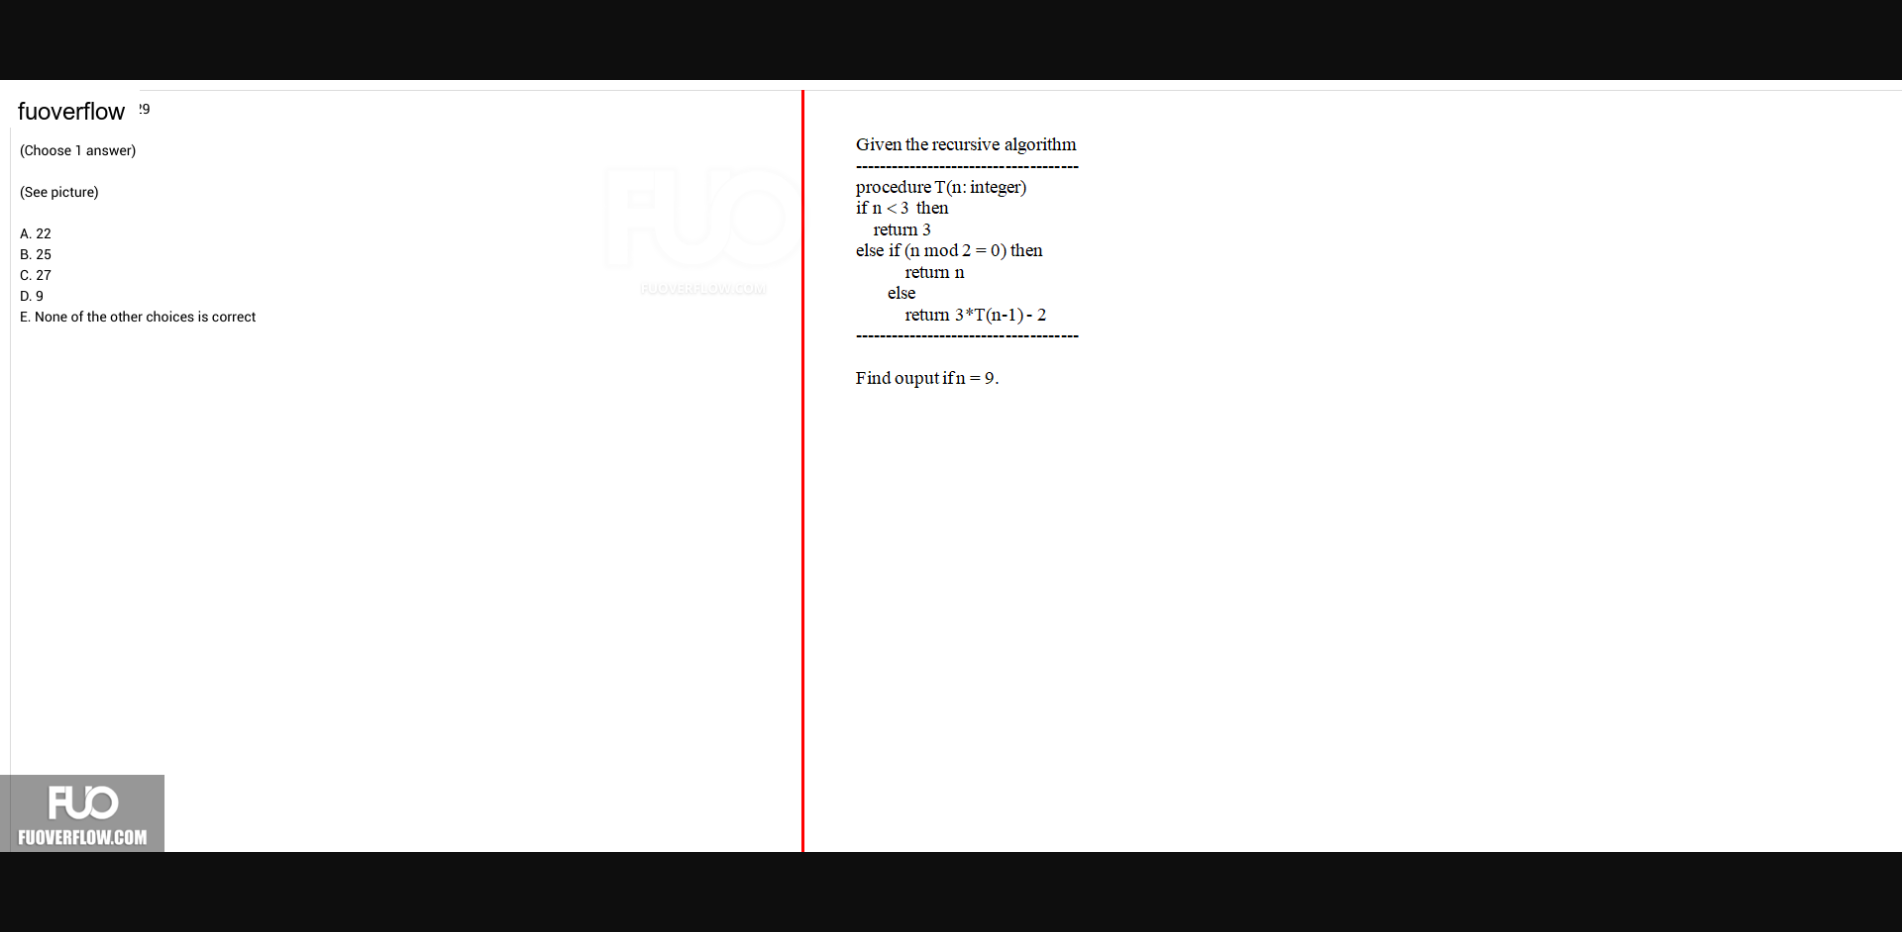 fuoverflow 29
(Choose 1 answer)
(See picture)
A. 22
B. 25
C. 27
D. 9
E. None of the other choices is correct
FUO
FUOVERFLOW.COM
Given the recursive algorithm
-------------------------------------
procedure T(n: integer)
if n < 3 then
return 3
else if (n mod 2 = 0) then
return n
else
return 3*T(n-1) - 2
-------------------------------------
Find ouput if n = 9.
FUO
FUOVERFLOW.COM